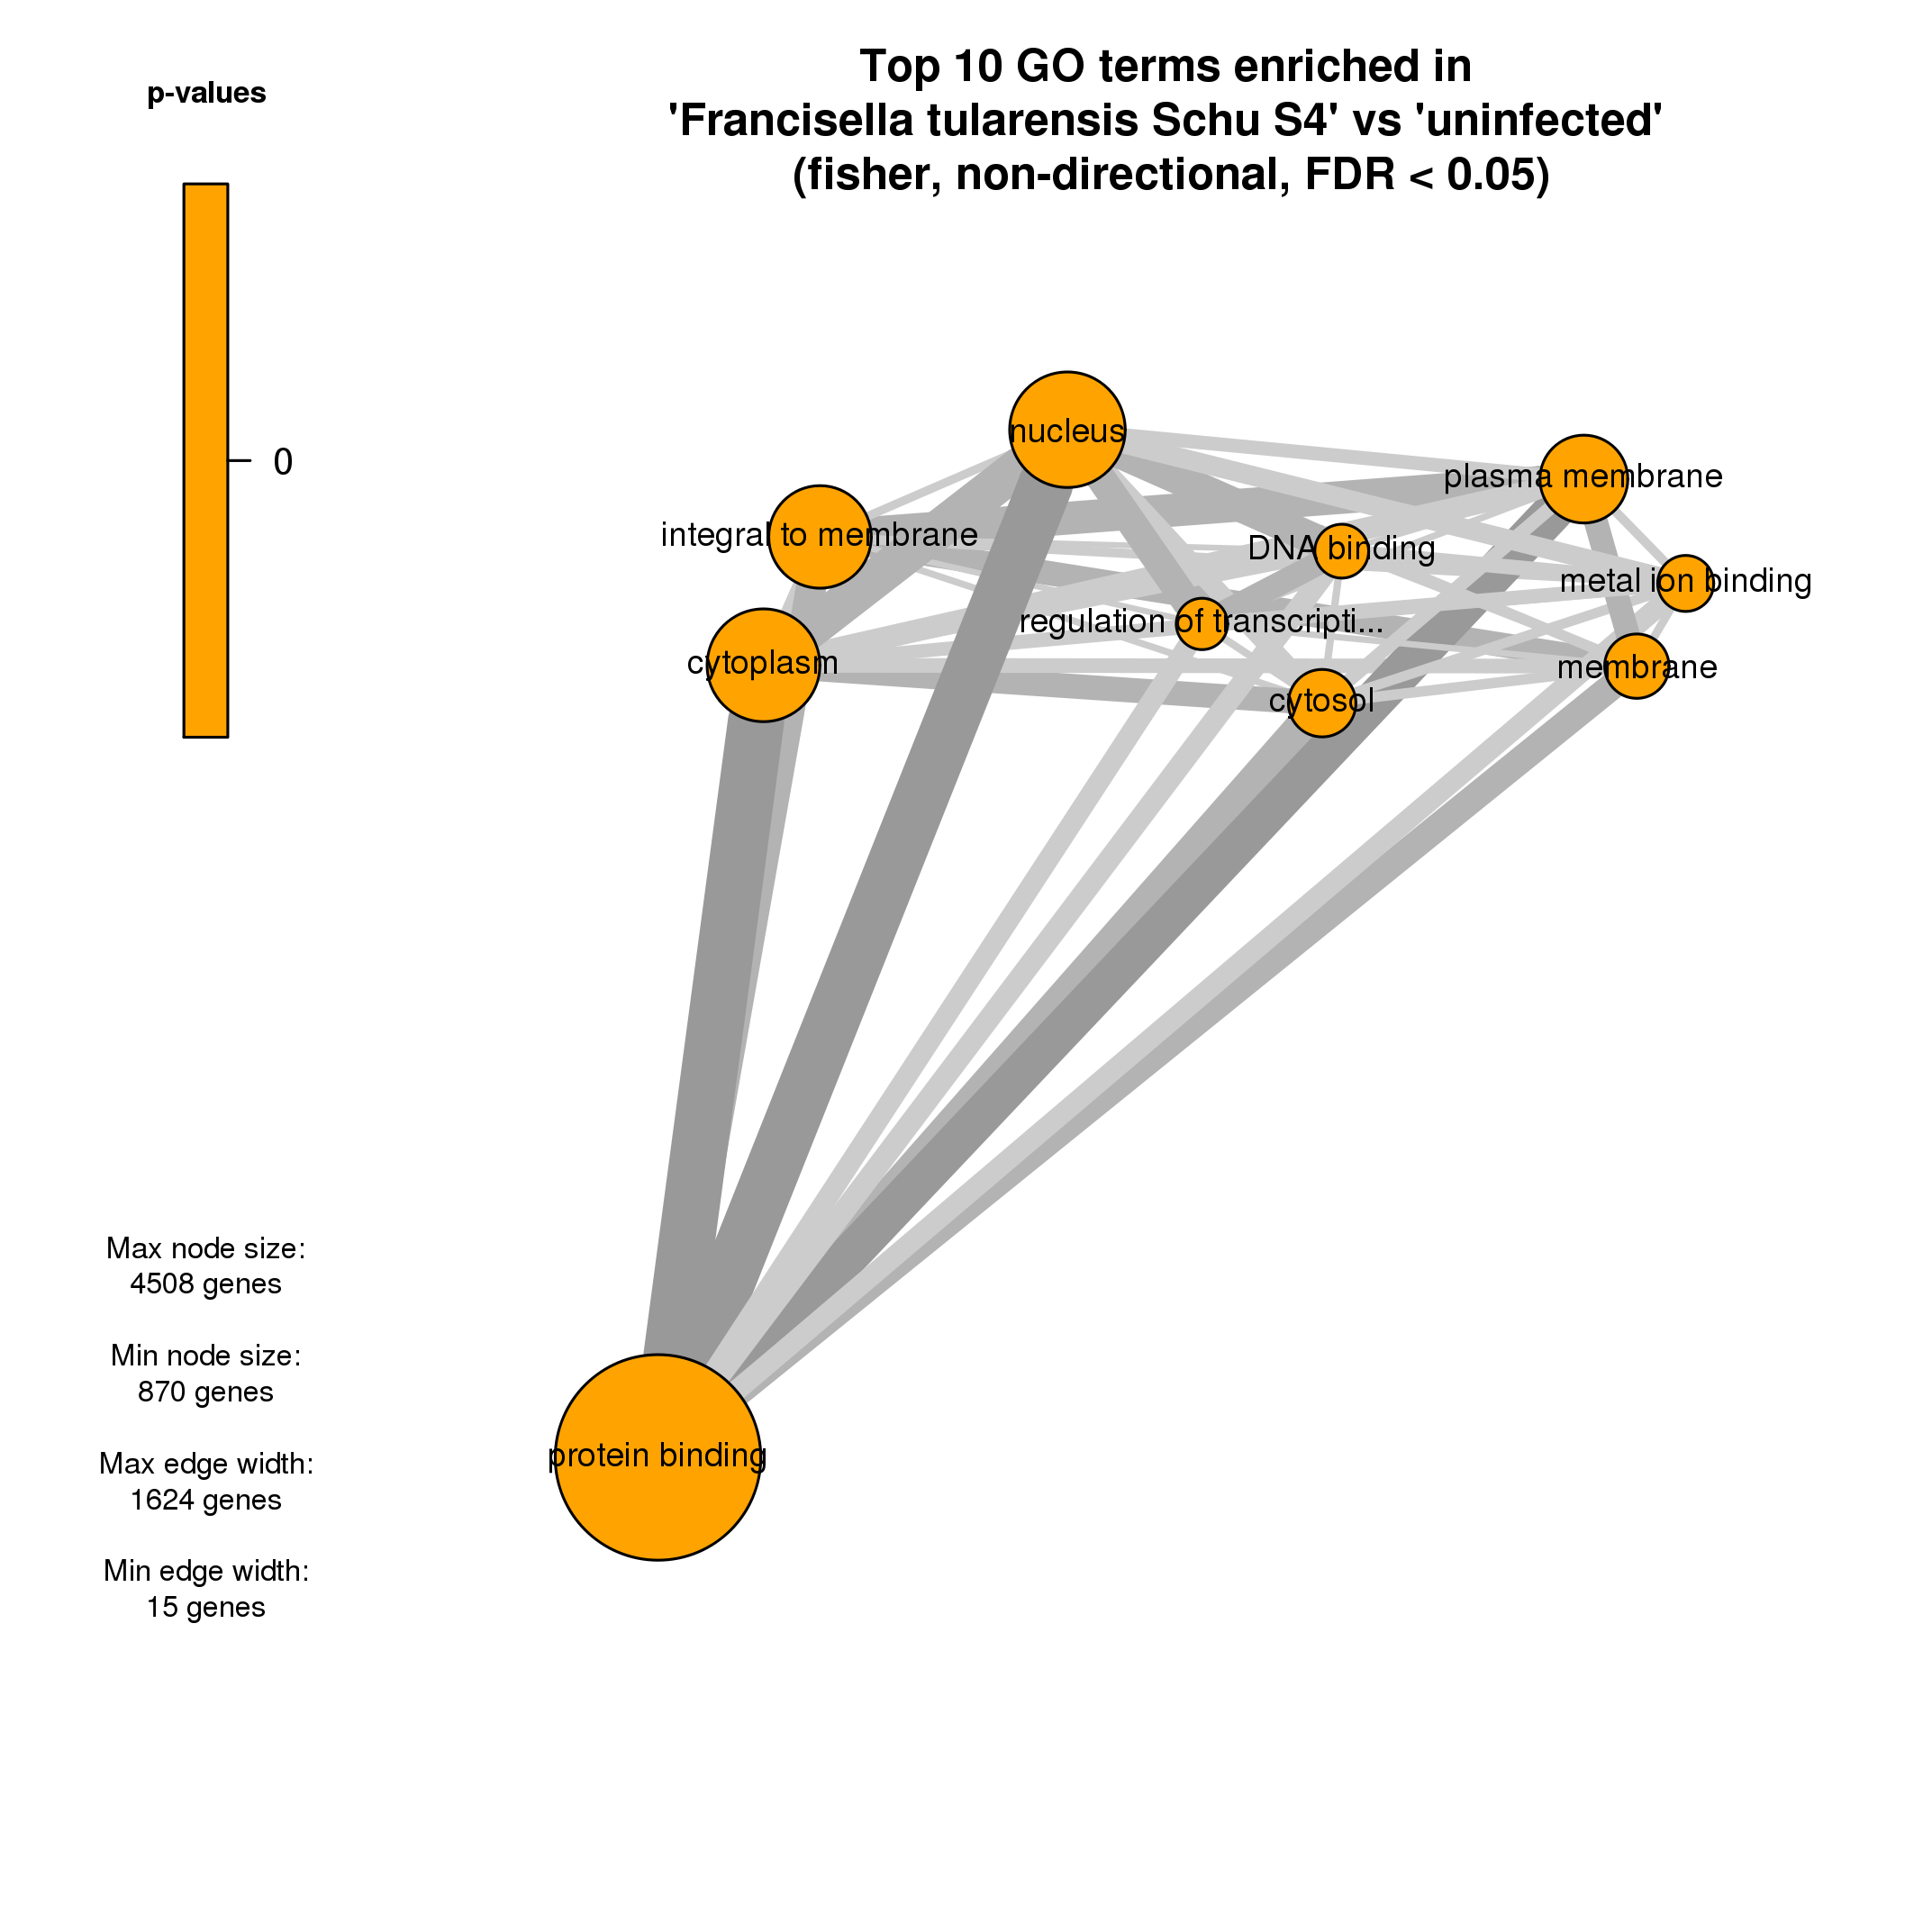 Top 10 GO terms enriched in
'Francisella tularensis Schu S4' vs 'uninfected'
(fisher, non-directional, FDR < 0.05)
p-values
0
nucleus
plasma membrane
integral to membrane
DNA binding
metal ion binding
regulation of transcripti...
cytoplasm
membrane
cytosol
protein binding
Max node size:
4508 genes
Min node size:
870 genes
Max edge width:
1624 genes
Min edge width:
15 genes